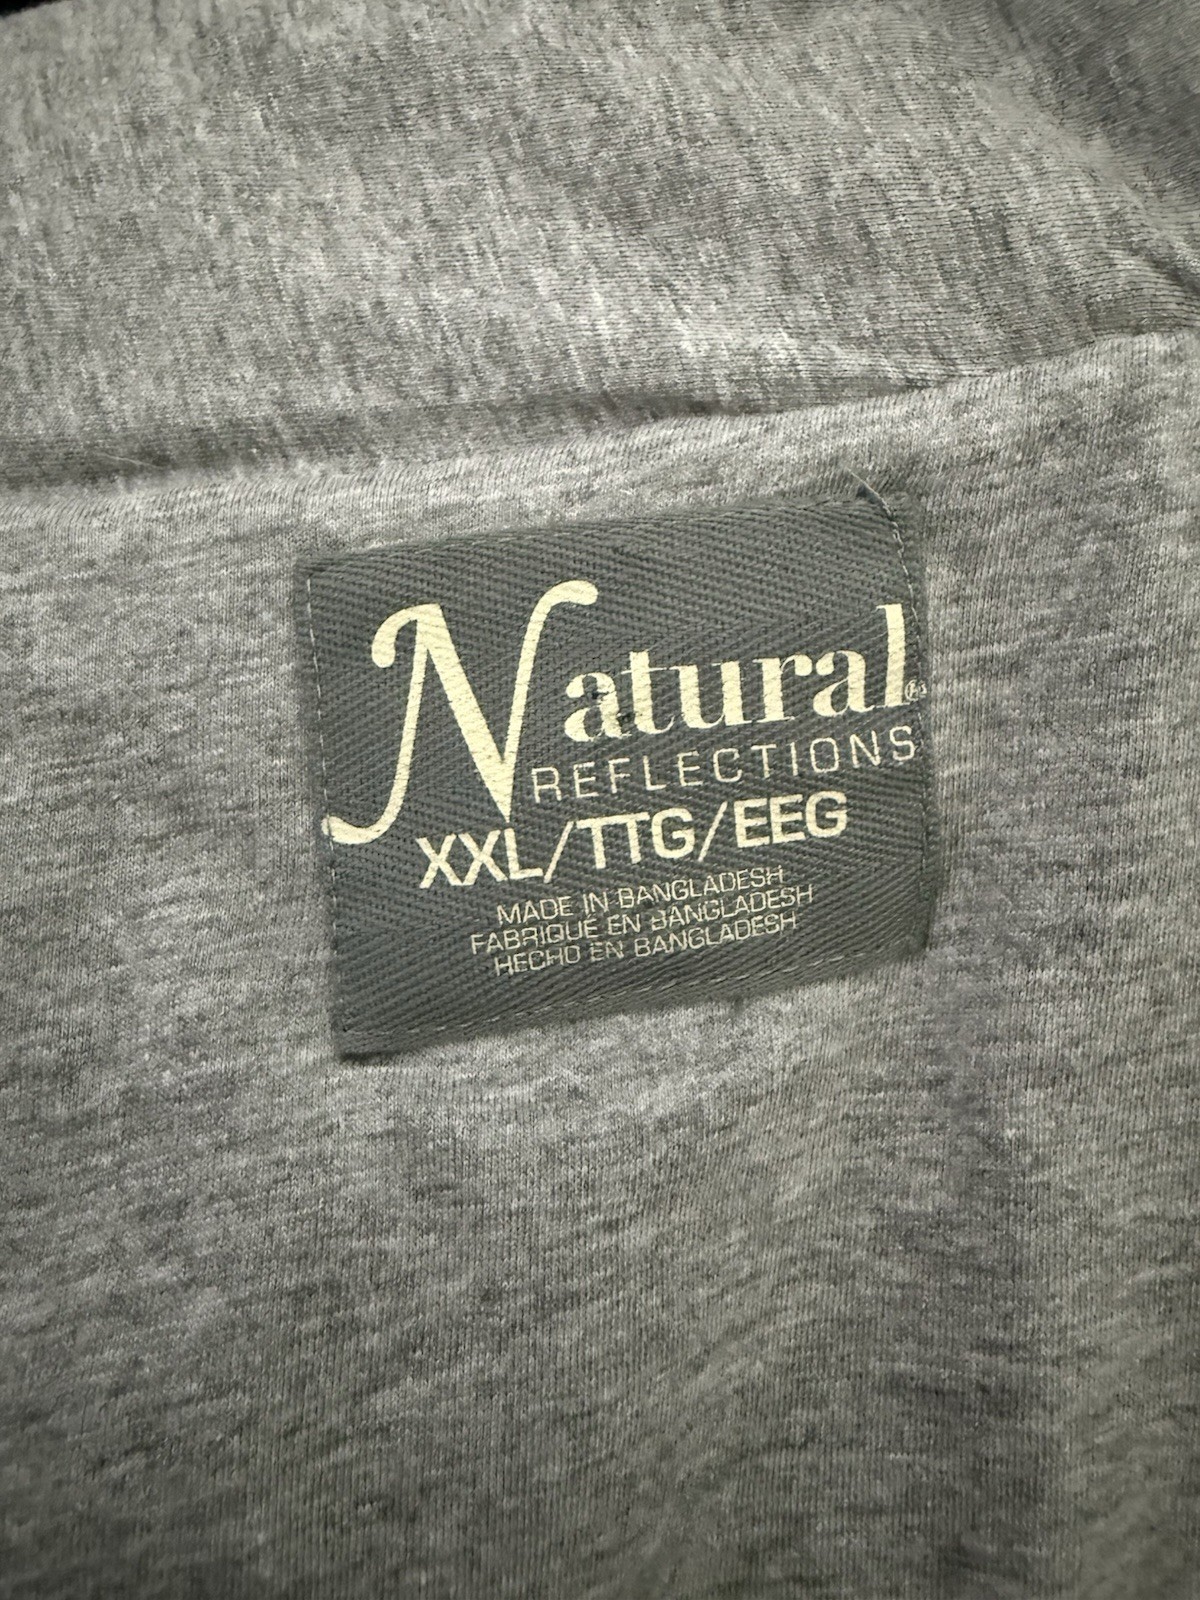 Natural®
REFLECTIONS
XXL/TTG/EEG
MADE IN BANGLADESH
FABRIQUÉ EN BANGLADESH
HECHO EN BANGLADESH